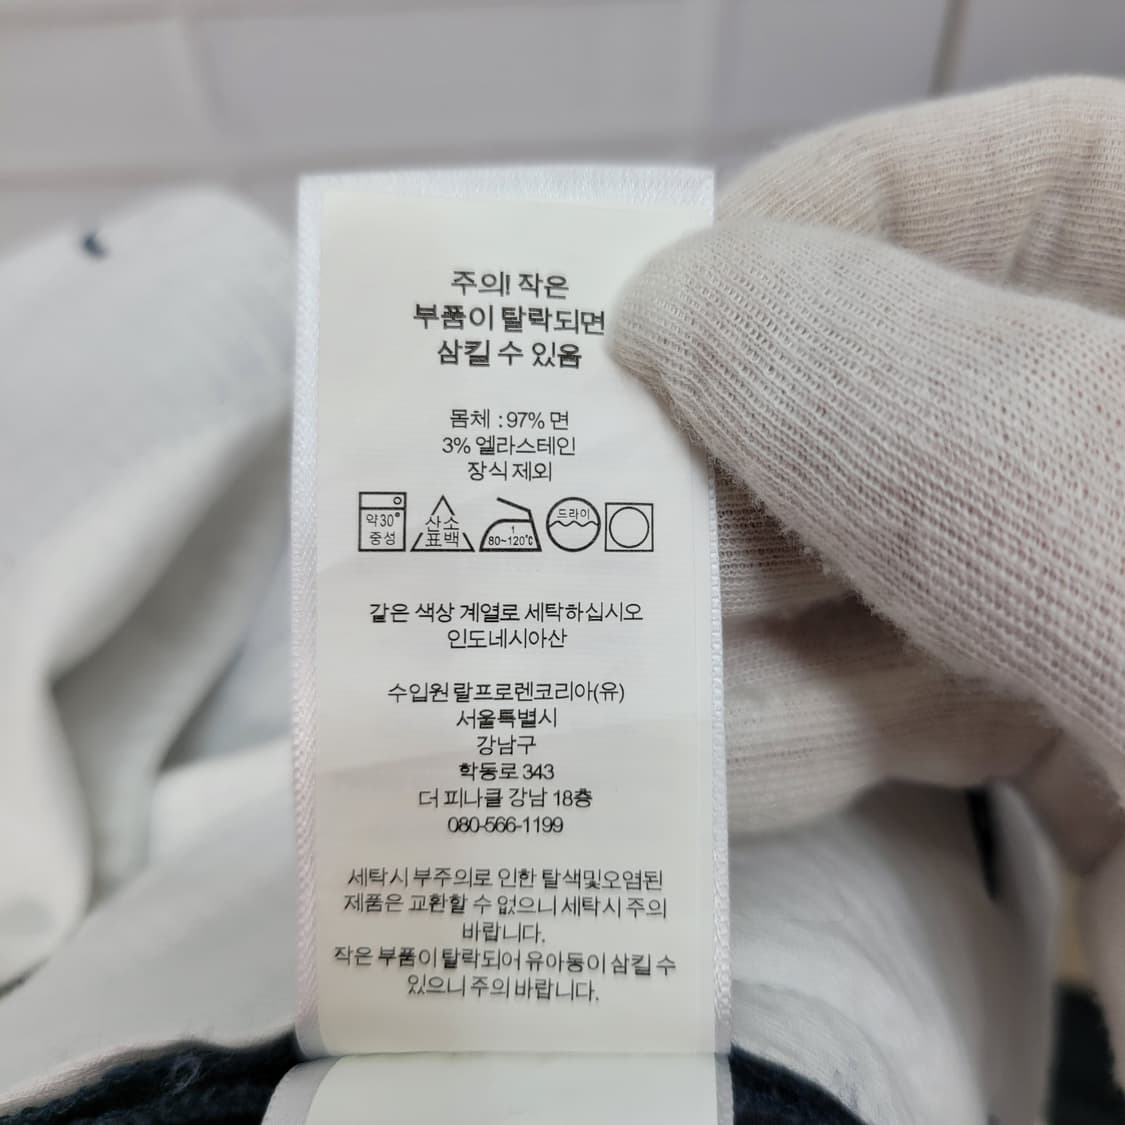 주의! 작은
부품이 탈락되면
삼킬 수 있음
몸체 : 97% 면
3% 엘라스테인
장식 제외
약30°
중성
산소
표백
1
80~120℃
드라이
같은 색상 계열로 세탁하십시오
인도네시아산
수입원 랄프로렌코리아(유)
서울특별시
강남구
학동로 343
더 피나클 강남 18층
080-566-1199
세탁시 부주의로 인한 탈색및오염된
제품은 교환할 수 없으니 세탁시 주의
바랍니다.
작은 부품이 탈락되어 유아동이 삼킬 수
있으니 주의 바랍니다.